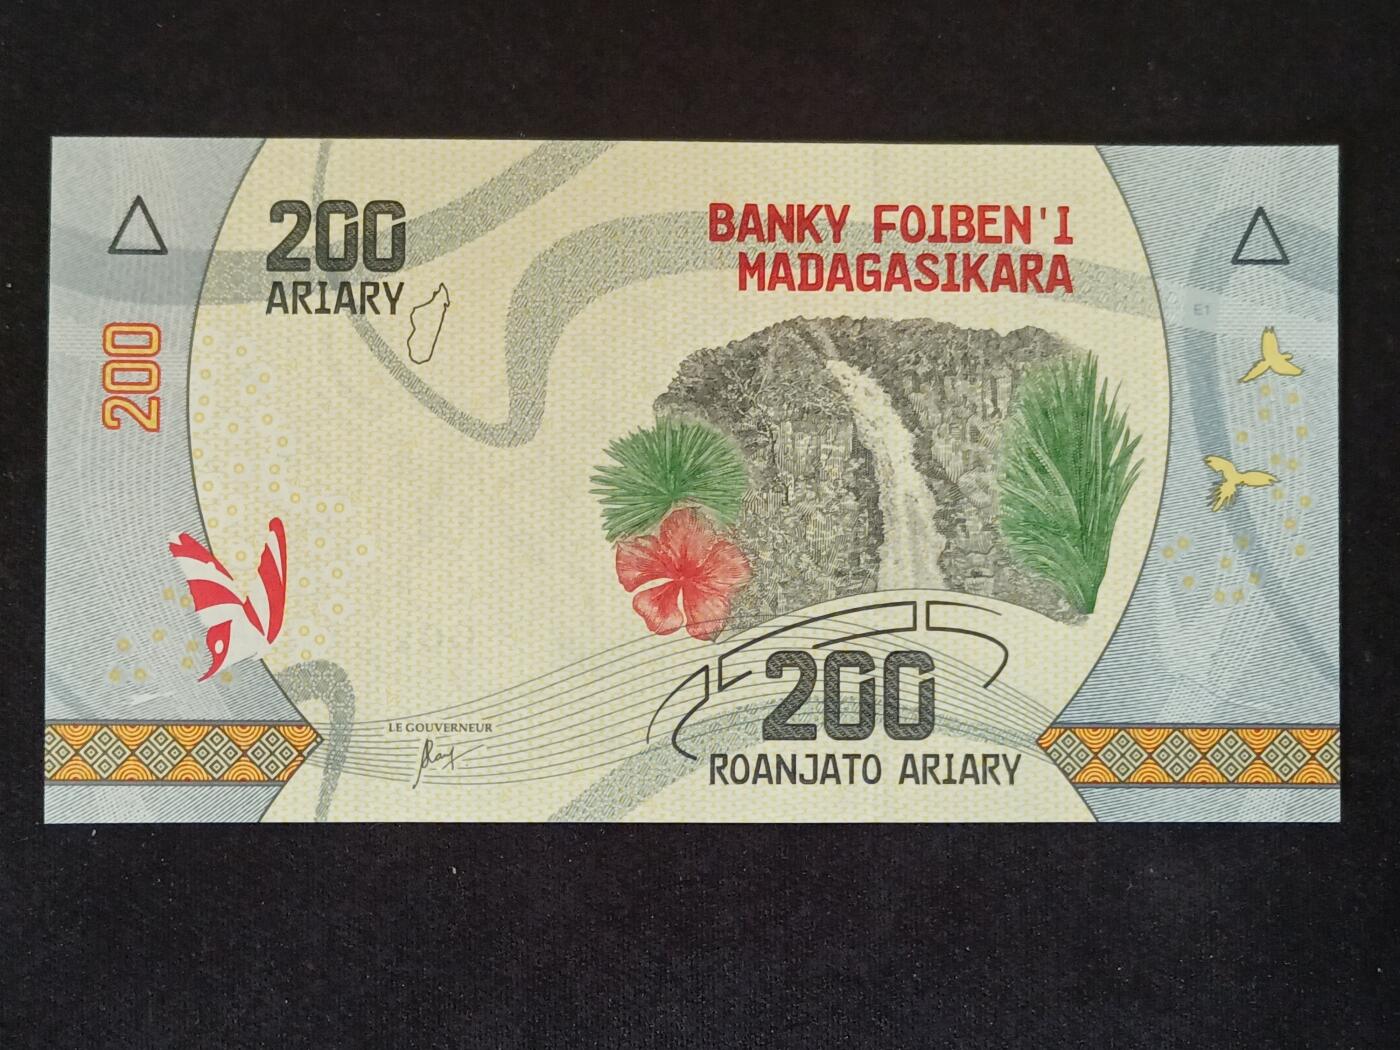 200
ARIARY
BANKY FOIBEN'I
MADAGASIKARA
E1
200
LE GOUVERNEUR
200
ROANJATO ARIARY